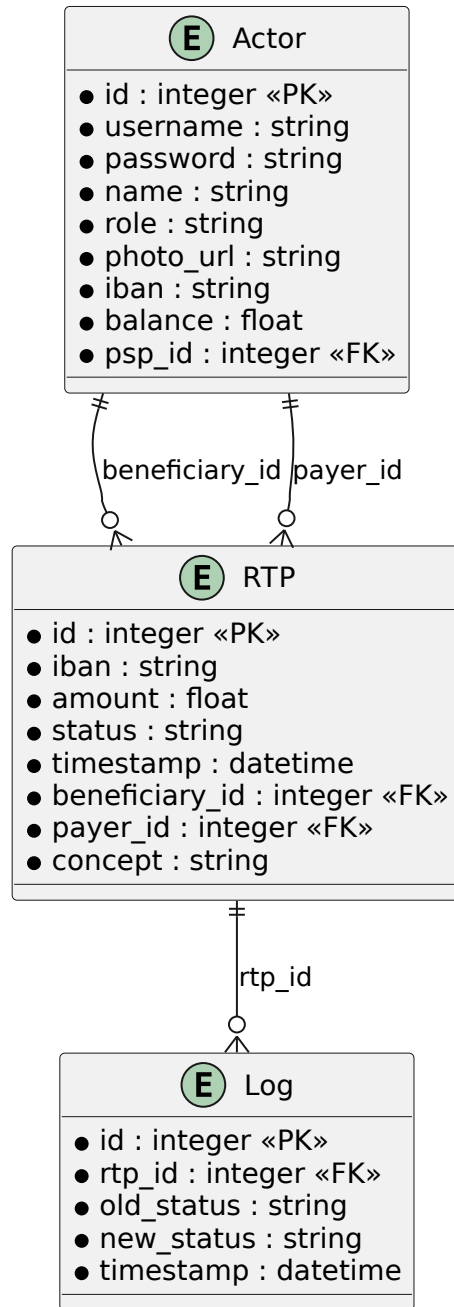 E Actor
id : integer «PK»
username : string
password : string
name : string
role : string
photo_url : string
iban : string
balance : float
psp_id : integer «FK»
beneficiary_id payer_id
E RTP
id : integer «PK»
iban : string
amount : float
status : string
timestamp : datetime
beneficiary_id : integer «FK»
payer_id : integer «FK»
concept : string
rtp_id
E Log
id : integer «PK»
rtp_id : integer «FK»
old_status : string
new_status : string
timestamp : datetime